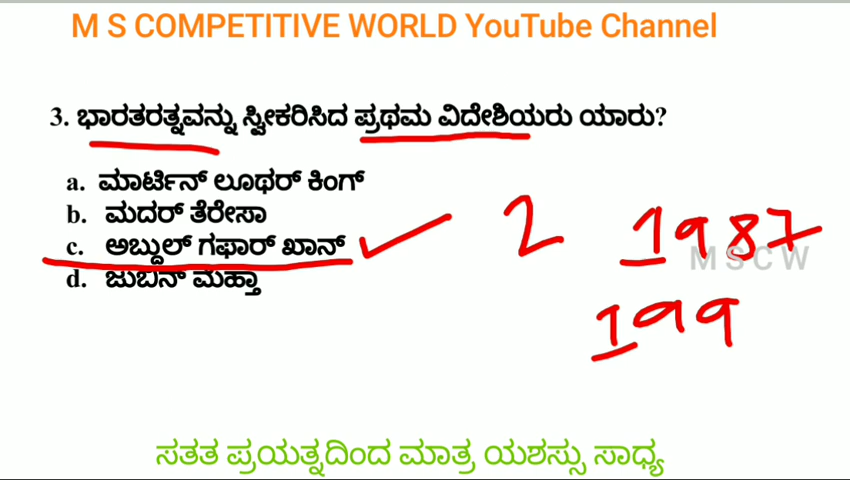 M S COMPETITIVE WORLD YouTube Channel
3. ಭಾರತರತ್ನವನ್ನು ಸ್ವೀಕರಿಸಿದ ಪ್ರಥಮ ವಿದೇಶಿಯರು ಯಾರು?
a. ಮಾರ್ಟಿನ್ ಲೂಥರ್ ಕಿಂಗ್
b. ಮದರ್ ತೆರೇಸಾ
c. ಅಬ್ದುಲ್ ಗಫಾರ್ ಖಾನ್
d. ಜುಬಿನ್ ಮೆಹ್ತಾ
2 1987
M S C W
199
ಸತತ ಪ್ರಯತ್ನದಿಂದ ಮಾತ್ರ ಯಶಸ್ಸು ಸಾಧ್ಯ